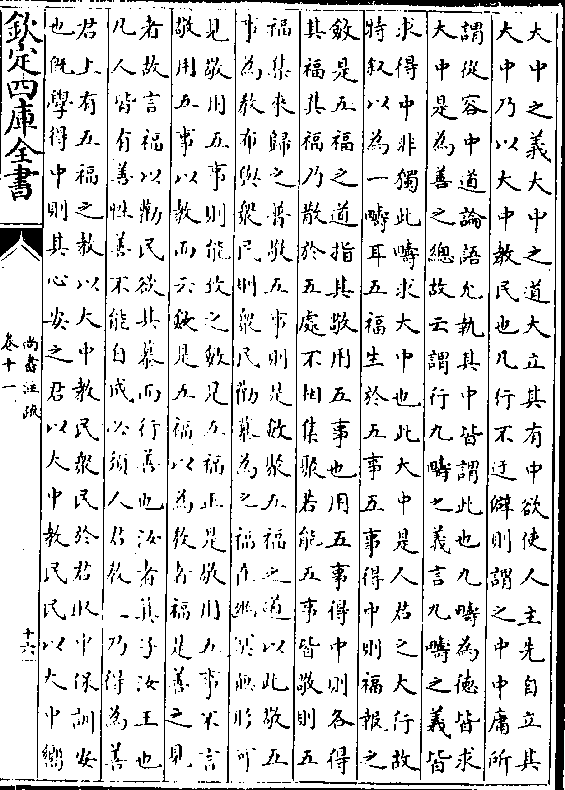 大中之義大中之道大立其有中欲使人主先自立其
大中乃以大中教民也凡行不迂僻則謂之中中庸所
謂從容中道論語允執其中皆謂此也九疇為德皆求
大中是為善之總故云謂行九疇之義言九疇之義皆
求得中非獨此疇求大中也此大中是人君之大行故
特叙以為一疇耳五福生於五事五事得中則福報之
斂是五福之道指其敬用五事也用五事得中則各得
其福其福乃散於五處不相集聚若能五事皆敬則五
福集來歸之普敬五事則是斂聚五福之道以此敬五
事為教布與衆民則衆民勸慕為之福在幽冥無形可
見敬用五事則能致之斂是五福正是敬用五事不言
敬用五事以教而云斂是五福以為教者福是善之見
者故言福以勸民欲其慕而行善也汝者箕子汝王也
凡人皆有善性善不能自成必須人君教之乃得為善
君上有五福之教以大中教民衆民於君取中保訓安
也既學得中則其心安之君以大中教民民以大中嚮
欽定四庫全書
尚書注疏
卷十一
十六